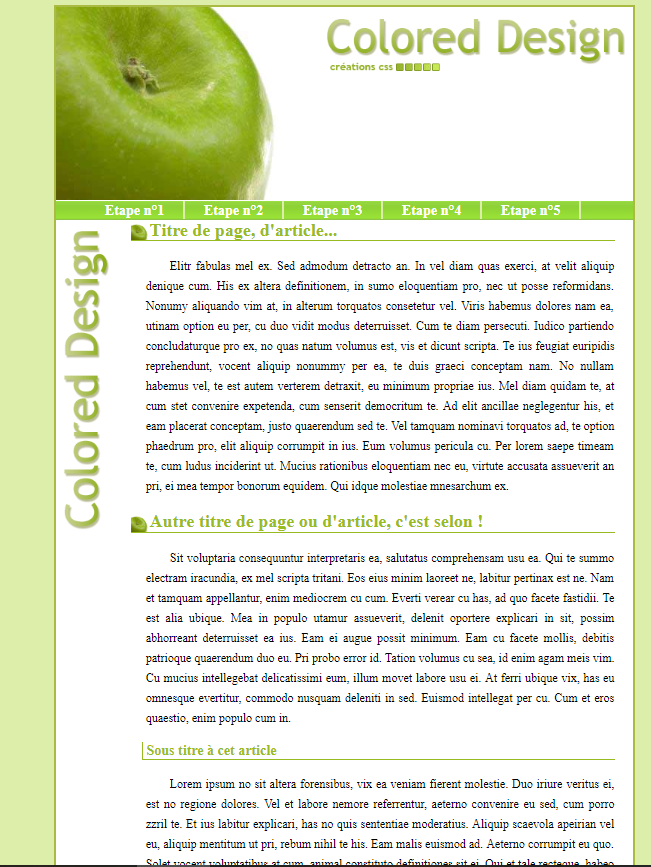 Colored Design
créations css
Etape n°1 Etape n°2 Etape n°3 Etape n°4 Etape n°5
Colored Design
Titre de page, d'article...
Elitr fabulas mel ex. Sed admodum detracto an. In vel diam quas exerci, at velit aliquip
denique cum. His ex altera definitionem, in sumo eloquentiam pro, nec ut posse reformidans.
Nonumy aliquando vim at, in alterum torquatos consetetur vel. Viris habemus dolores nam ea,
utinam option eu per, cu duo vidit modus deterruisset. Cum te diam persecuti. Iudico partiendo
concludaturque pro ex, no quas natum volumus est, vis et dicunt scripta. Te ius feugiat euripidis
reprehendunt, vocent aliquip nonummy per ea, te duis graeci conceptam nam. No nullam
habemus vel, te est autem verterem detraxit, eu minimum propriae ius. Mel diam quidam te, at
cum stet convenire expetenda, cum senserit democritum te. Ad elit ancillae neglegentur his, et
eam placerat conceptam, justo quaerendum sed te. Vel tamquam nominavi torquatos ad, te option
phaedrum pro, elit aliquip corrumpit in ius. Eum volumus pericula cu. Per lorem saepe timeam
te, cum ludus inciderint ut. Mucius rationibus eloquentiam nec eu, virtute accusata assueverit an
pri, ei mea tempor bonorum equidem. Qui idque molestiae mnesarchum ex.
Autre titre de page ou d'article, c'est selon !
Sit voluptaria consequuntur interpretaris ea, salutatus comprehensam usu ea. Qui te summo
electram iracundia, ex mel scripta tritani. Eos eius minim laoreet ne, labitur pertinax est ne. Nam
et tamquam appellantur, enim mediocrem cu cum. Everti verear cu has, ad quo facete fastidii. Te
est alia ubique. Mea in populo utamur assueverit, delenit oportere explicari in sit, possim
abhorreant deterruisset ea ius. Eam ei augue possit minimum. Eam cu facete mollis, debitis
patrioque quaerendum duo eu. Pri probo error id. Tation volumus cu sea, id enim agam meis vim.
Cu mucius intellegebat delicatissimi eum, illum movet labore usu ei. At ferri ubique vix, has eu
omnesque evertitur, commodo nusquam deleniti in sed. Euismod intellegat per cu. Cum et eros
quaestio, enim populo cum in.
Sous titre à cet article
Lorem ipsum no sit altera forensibus, vix ea veniam fierent molestie. Duo iriure veritus ei,
est no regione dolores. Vel et labore nemore referrentur, aeterno convenire eu sed, cum porro
zzril te. Et ius labitur explicari, has no quis sententiae moderatius. Aliquip scaevola apeirian vel
eu, aliquip mentitum ut pri, rebum nihil te his. Eam malis euismod ad. Aeterno corrumpit eu quo.
Solet vocent voluptatibus at cum, animal constituto definitiones sit ei. Qui et tale recteque, habeo